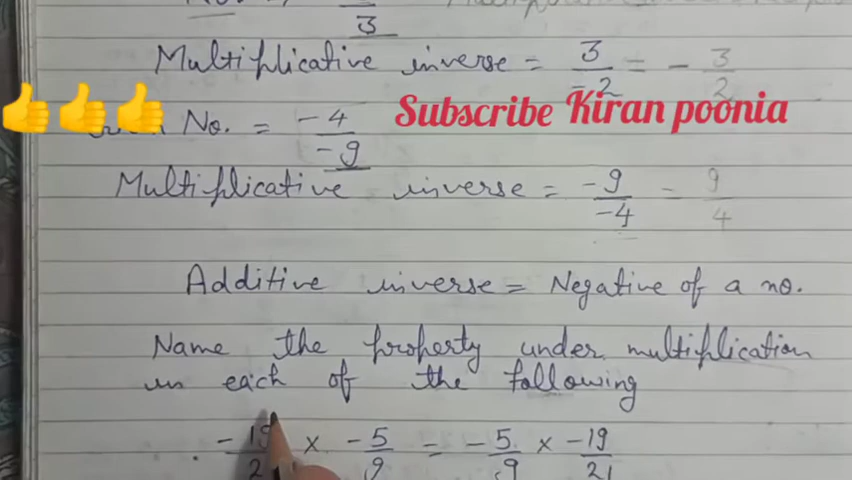 3
Multiplicative inverse = 3/-2 = - 3/2
Subscribe Kiran poonia
No. = -4/-9
Multiplicative inverse = -9/-4 = 9/4
Additive inverse = Negative of a no.
Name the property under multiplication
in each of the following
-19/2 × -5/9 = -5/9 × -19/21